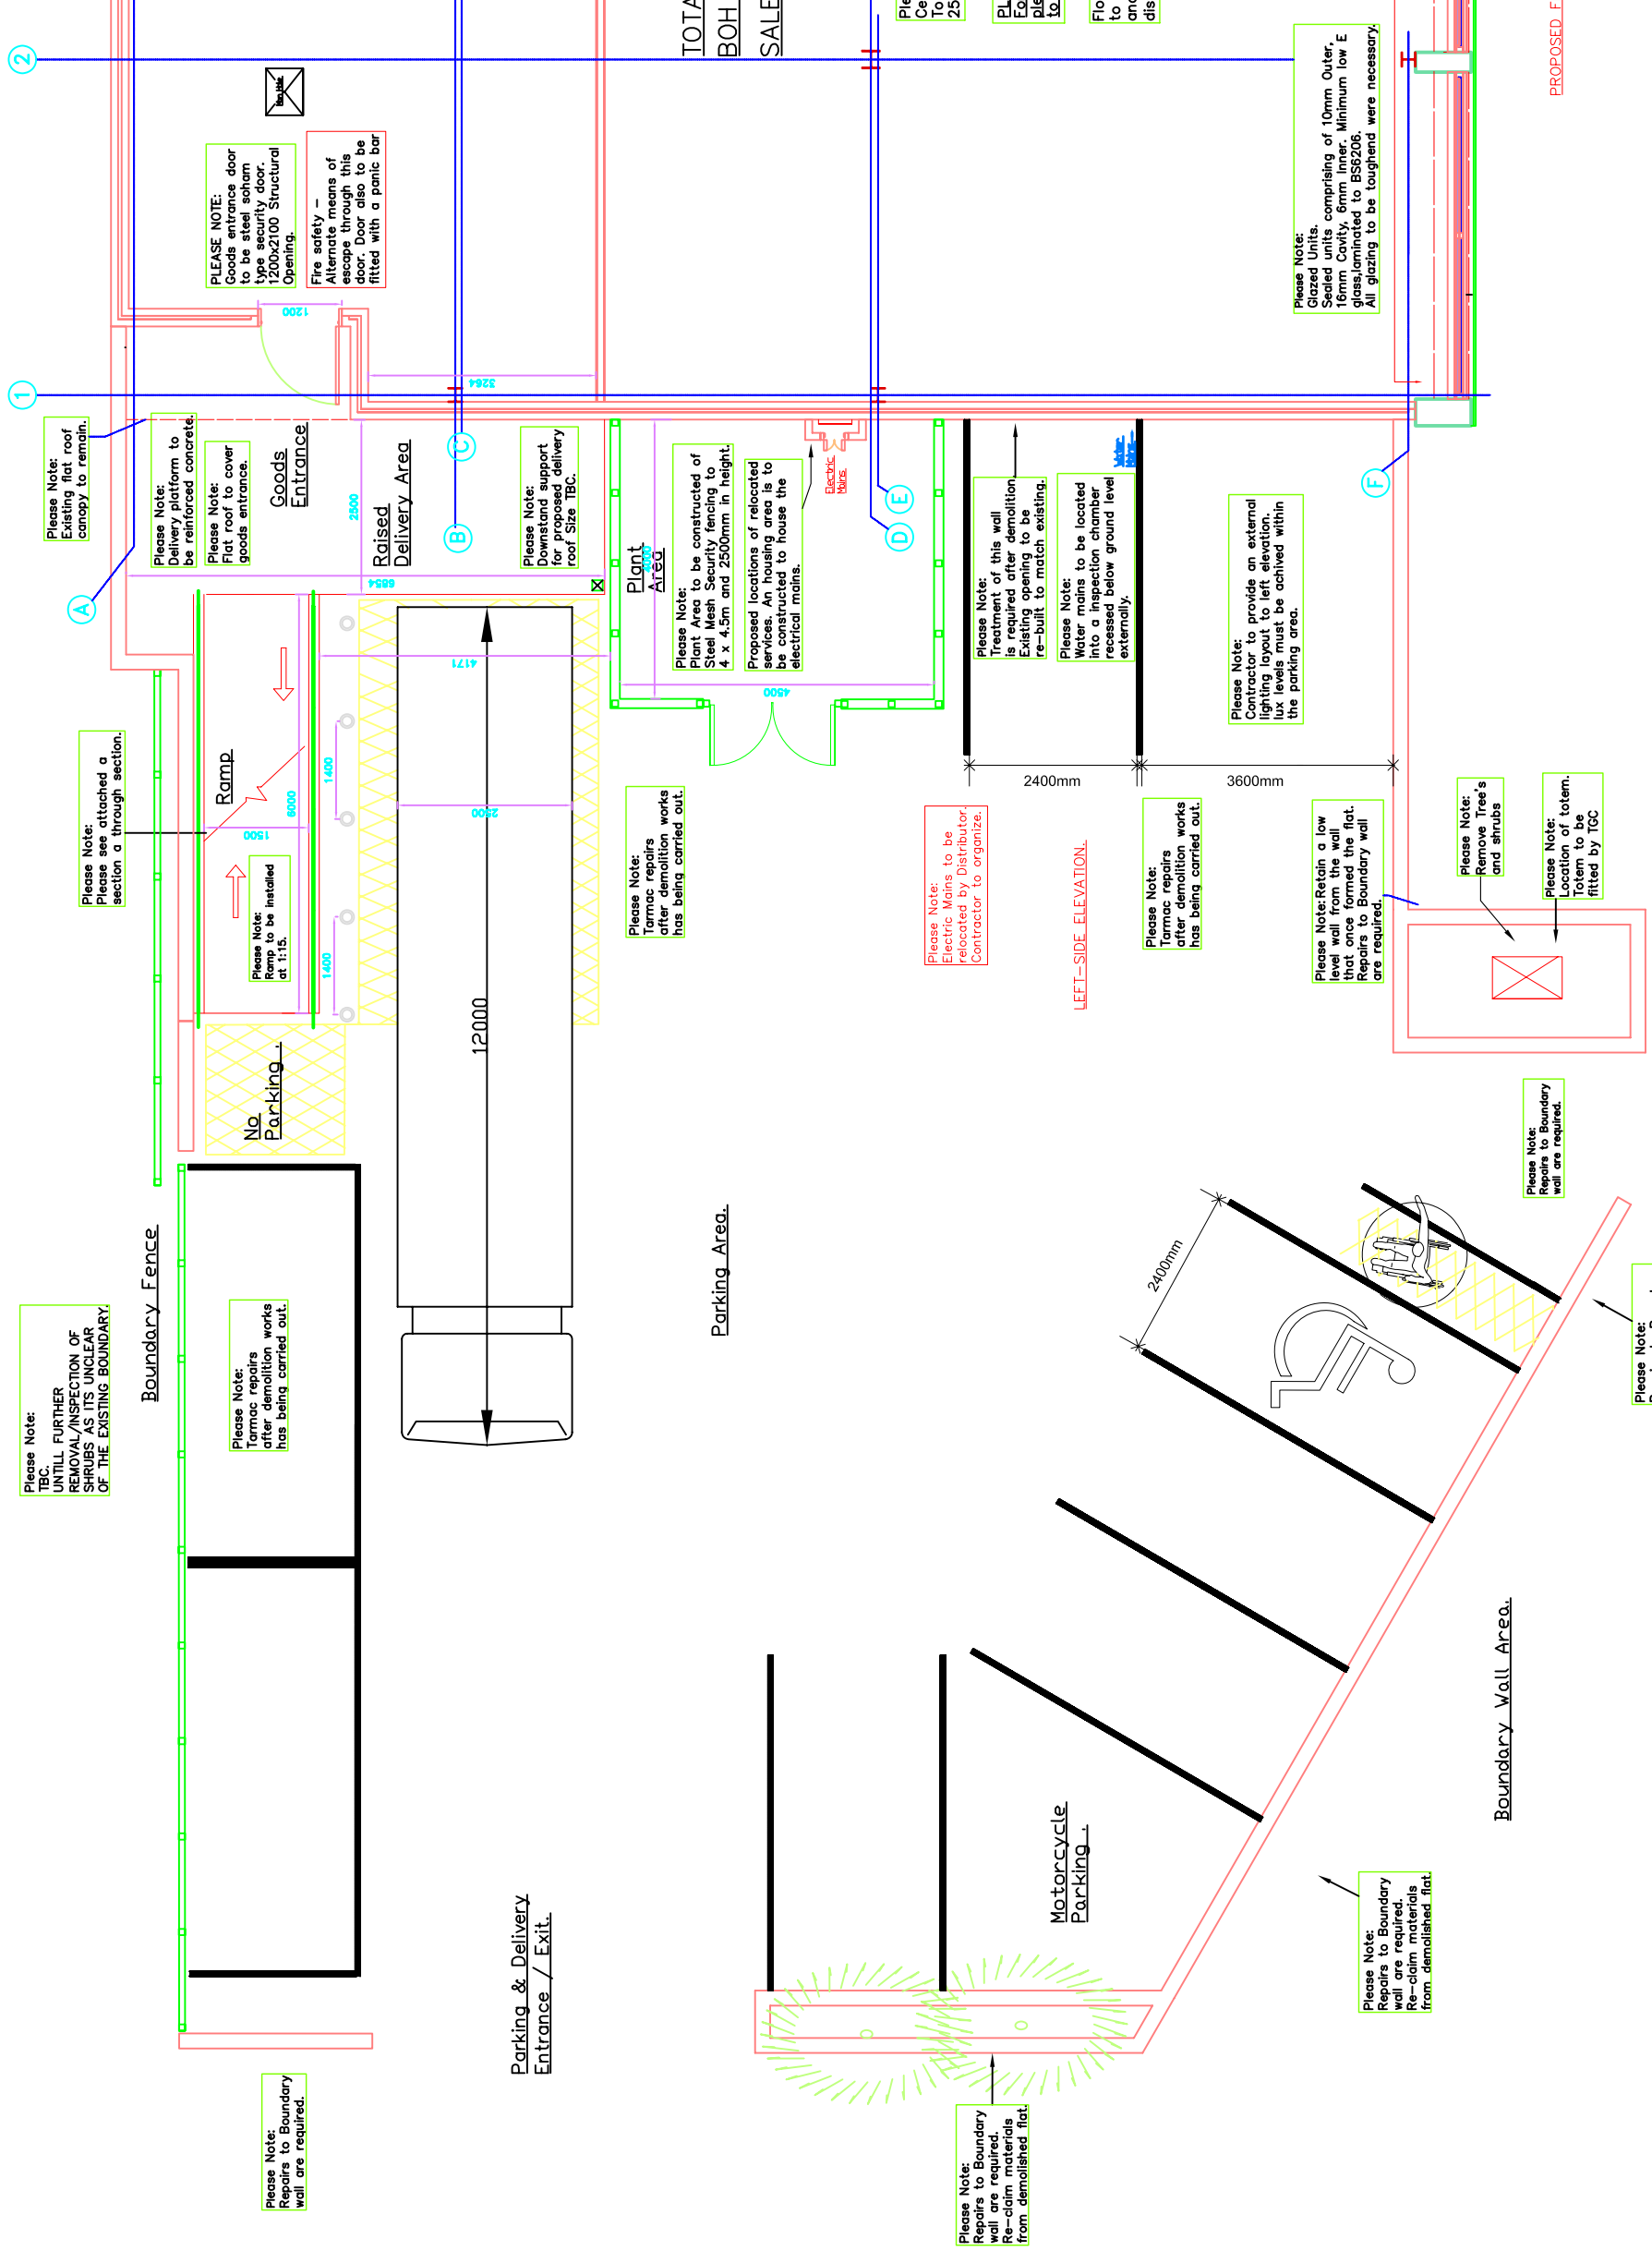 Please Note:
TBC.
UNTILL FURTHER
REMOVAL/INSPECTION OF
SHRUBS AS ITS UNCLEAR
OF THE EXISTING BOUNDARY.
Boundary Fence
Please Note:
Tarmac repairs
after demolition works
has being carried out.
Please Note:
Repairs to Boundary
wall are required.
Please Note:
Please see attached a
section a through section.
Ramp
Please Note:
Ramp to be installed
at 1:15.
1500
6000
1400
1400
No
Parking .
12000
2500
4171
Please Note:
Existing flat roof
canopy to remain.
Please Note:
Delivery platform to
be reinforced concrete.
Please Note:
Flat roof to cover
goods entrance.
Goods
Entrance
2500
Raised
Delivery Area
6854
Please Note:
Downstand support
for proposed delivery
roof Size TBC.
3264
1200
PLEASE NOTE:
Goods entrance door
to be steel soham
type security door.
1200x2100 Structural
Opening.
Fire safety –
Alternate means of
escape through this
door. Door also to be
fitted with a panic bar
A
B
C
D
E
F
1
2
TOTA
BOH
SALE
Ple
Ce
To
25
PL
Fo
ple
to
Flo
to
and
dis
Plant
Area
4000
4500
Please Note:
Plant Area to be constructed of
Steel Mesh Security fencing to
4 x 4.5m and 2500mm in height.
Proposed locations of relocated
services. An housing area is to
be constructed to house the
electrical mains.
Electric
Mains
Please Note:
Treatment of this wall
is required after demolition.
Existing opening to be
re-built to match existing.
Please Note:
Water mains to be located
into a inspection chamber
recessed below ground level
externally.
Water
Mains
Please Note:
Contractor to provide an external
lighting layout to left elevation.
lux levels must be achived within
the parking area.
2400mm
3600mm
Please Note:
Glazed Units.
Sealed units comprising of 10mm Outer,
16mm Cavity, 6mm Inner. Minimum low E
glass,laminated to BS6206.
All glazing to be toughend were necessary.
PROPOSED F
Please Note:
Tarmac repairs
after demolition works
has being carried out.
Please Note:
Electric Mains to be
relocated by Distributor.
Contractor to organize.
LEFT-SIDE ELEVATION.
Please Note:
Tarmac repairs
after demolition works
has being carried out.
Please Note:Retain a low
level wall from the wall
that once formed the flat.
Repairs to Boundary wall
are required.
Please Note:
Remove Tree's
and shrubs
Please Note:
Location of totem.
Totem to be
fitted by TGC
Please Note:
Repairs to Boundary
wall are required.
Please Note:
Parking Area.
2400mm
Parking & Delivery
Entrance / Exit.
Motorcycle
Parking .
Boundary Wall Area.
Please Note:
Repairs to Boundary
wall are required.
Re-claim materials
from demolished flat.
Please Note:
Repairs to Boundary
wall are required.
Re-claim materials
from demolished flat.